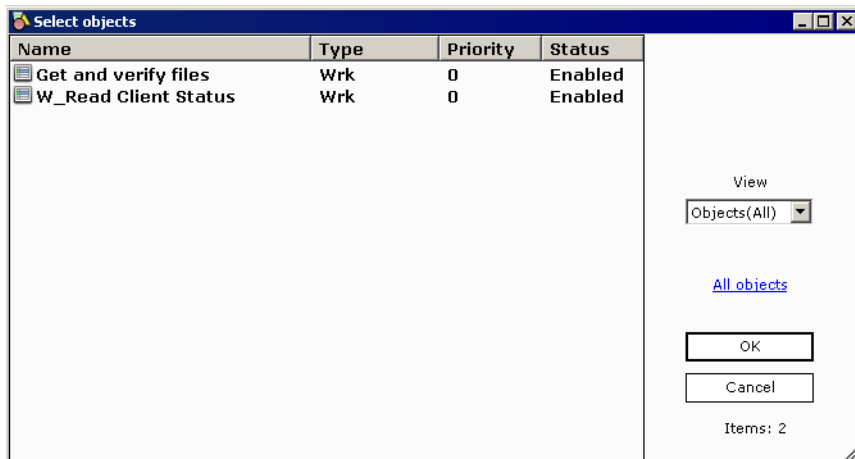 Select objects
Name Type Priority Status
Get and verify files Wrk 0 Enabled
W_Read Client Status Wrk 0 Enabled
View
Objects(All)
All objects
OK
Cancel
Items: 2